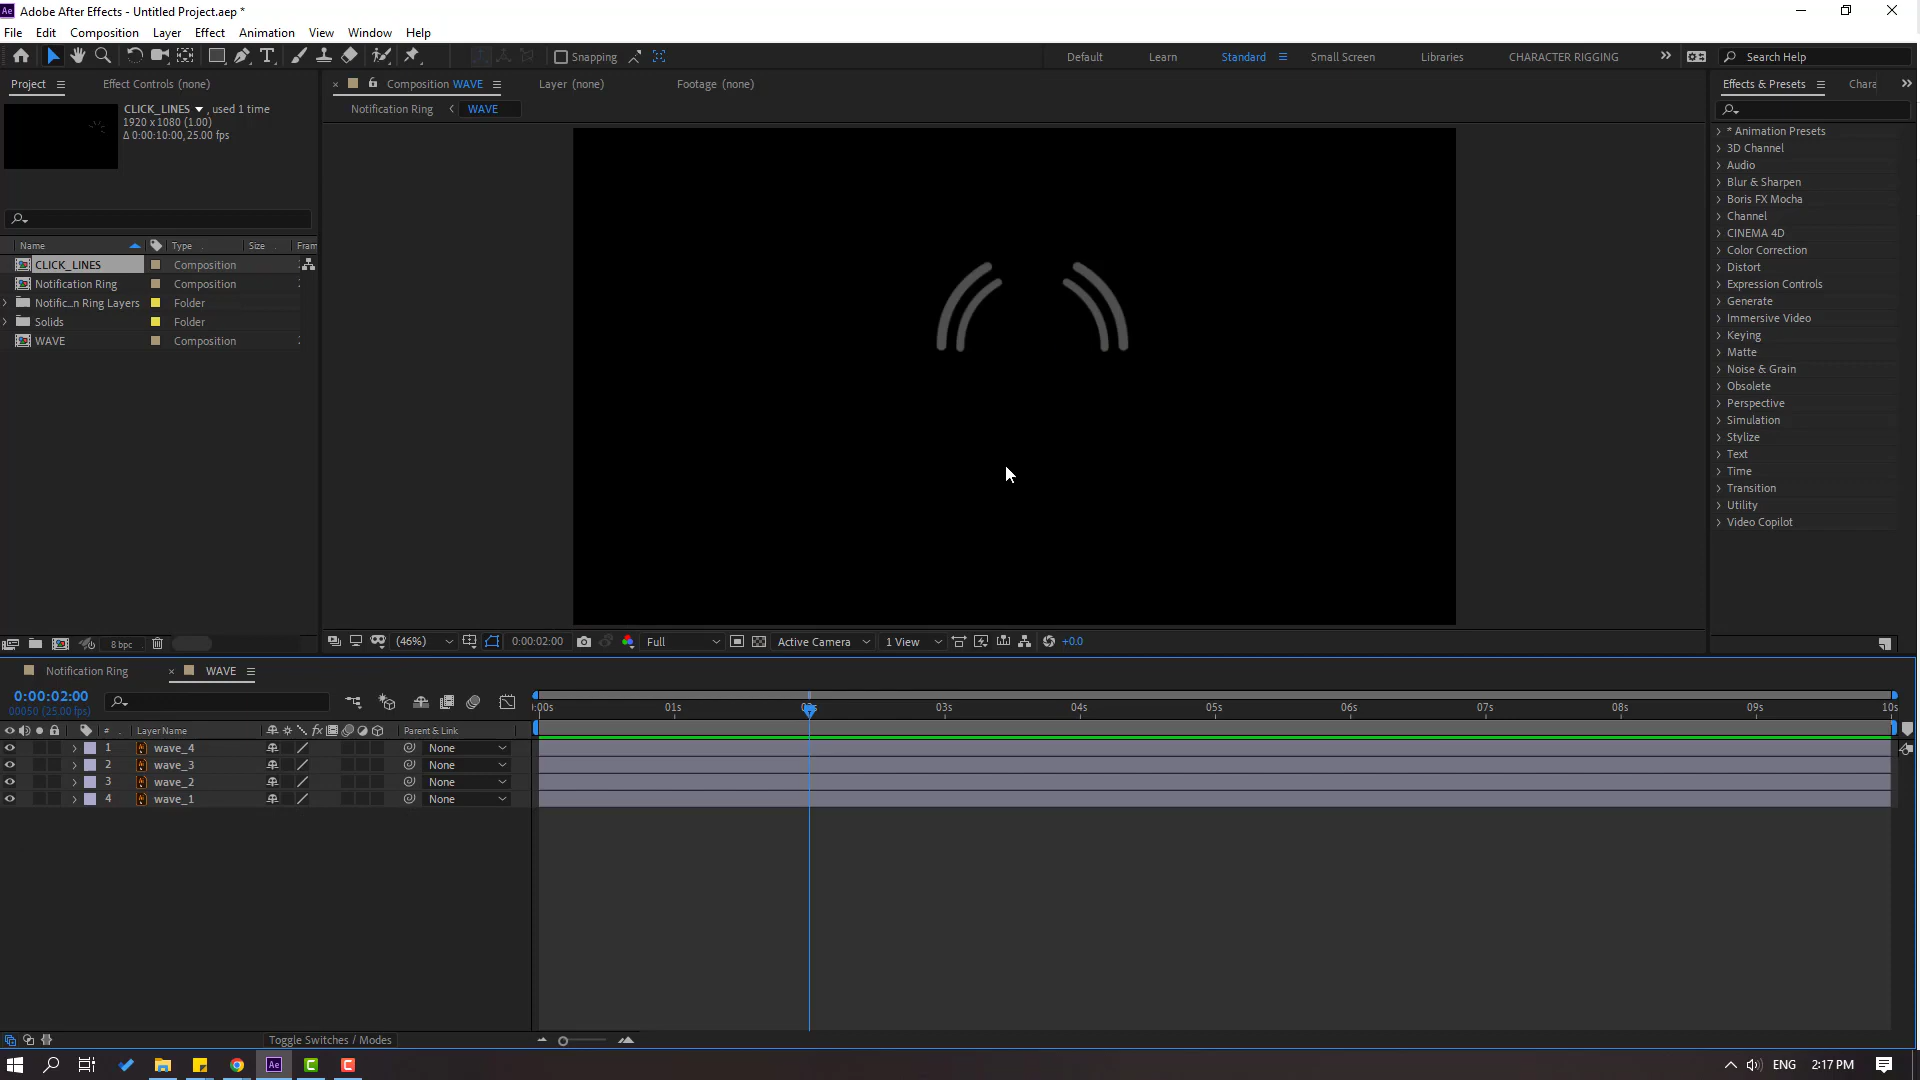 Adobe After Effects - Untitled Project.aep *
File Edit Composition Layer Effect Animation View Window Help
Snapping Default Learn Standard Small Screen Libraries CHARACTER RIGGING Search Help
Project Effect Controls (none) Composition WAVE Layer (none) Footage (none) Effects & Presets Chara
Notification Ring WAVE
CLICK_LINES , used 1 time
1920 x 1080 (1.00)
Δ 0:00:10:00, 25.00 fps
Name Type Size Fram
CLICK_LINES Composition
Notification Ring Composition
Notific...n Ring Layers Folder
Solids Folder
WAVE Composition
* Animation Presets
3D Channel
Audio
Blur & Sharpen
Boris FX Mocha
Channel
CINEMA 4D
Color Correction
Distort
Expression Controls
Generate
Immersive Video
Keying
Matte
Noise & Grain
Obsolete
Perspective
Simulation
Stylize
Text
Time
Transition
Utility
Video Copilot
8 bpc (46%) 0:00:02:00 Full Active Camera 1 View +0.0
Notification Ring WAVE
0:00:02:00
00050 (25.00 fps)
:00s 01s 02s 03s 04s 05s 06s 07s 08s 09s 10s
# Layer Name Parent & Link
1 wave_4 None
2 wave_3 None
3 wave_2 None
4 wave_1 None
Toggle Switches / Modes
ENG 2:17 PM